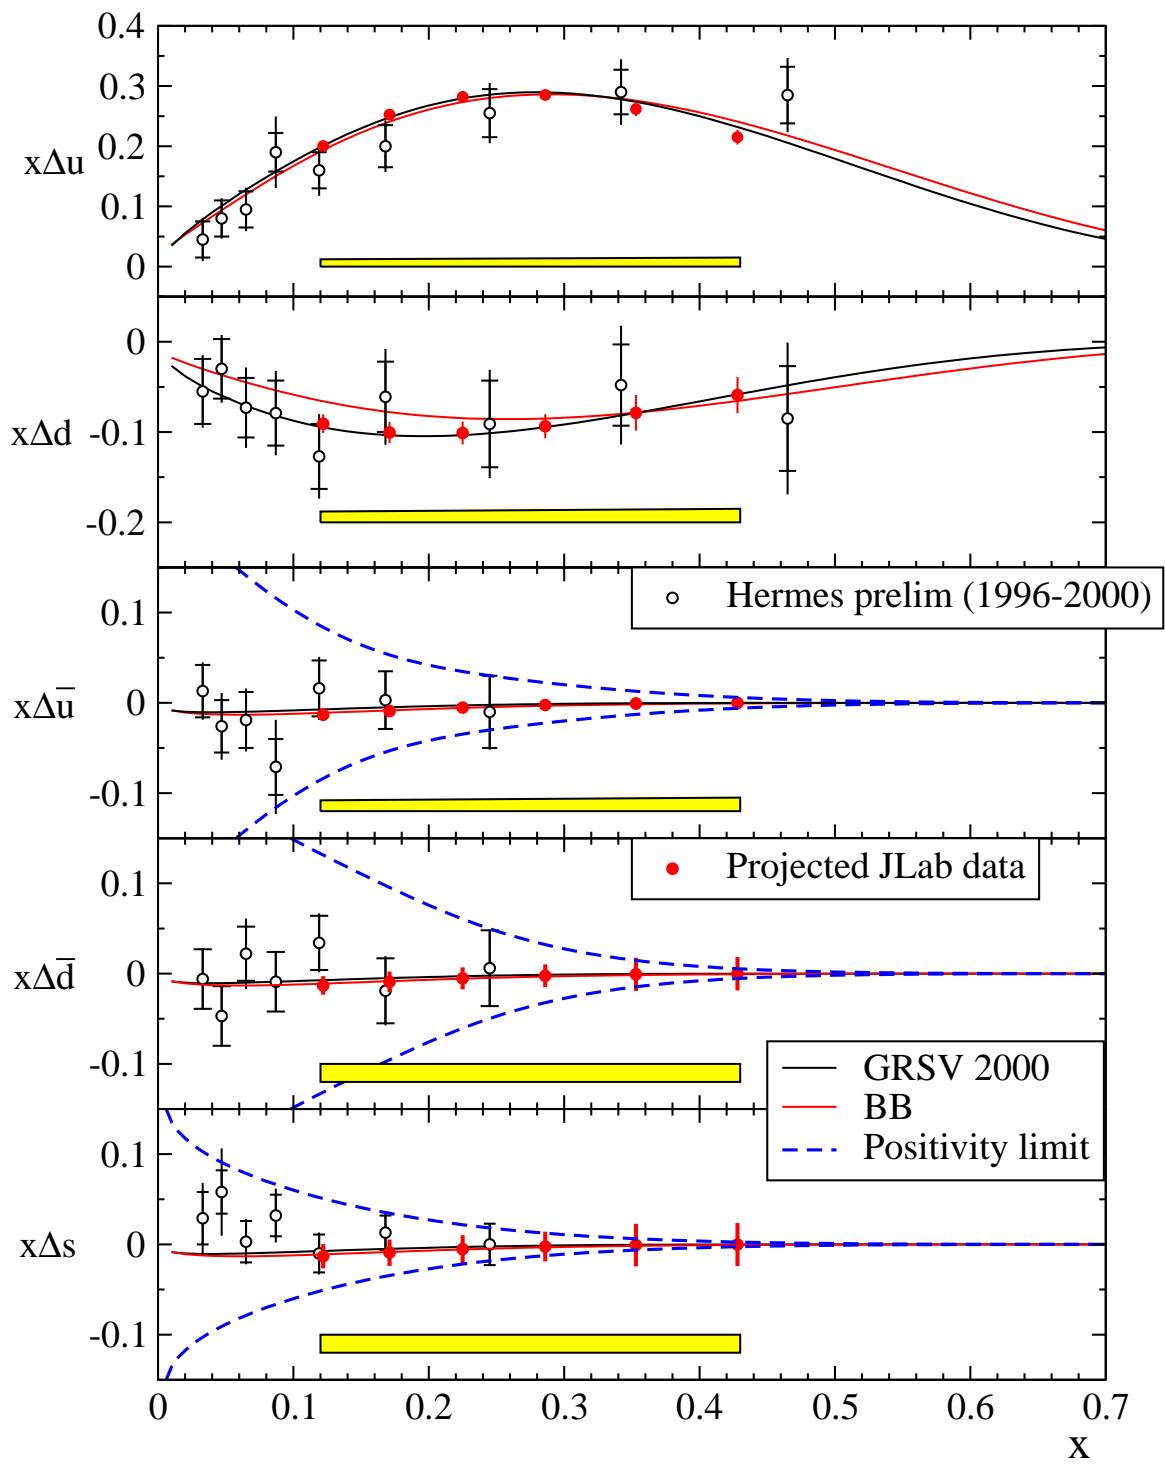 0.4
0.3
0.2
xΔu
0.1
0
0
xΔd
-0.1
-0.2
Hermes prelim (1996-2000)
0.1
xΔu̅
0
-0.1
Projected JLab data
0.1
xΔd̅
0
-0.1
GRSV 2000
BB
Positivity limit
0.1
xΔs
0
-0.1
0 0.1 0.2 0.3 0.4 0.5 0.6 0.7
x